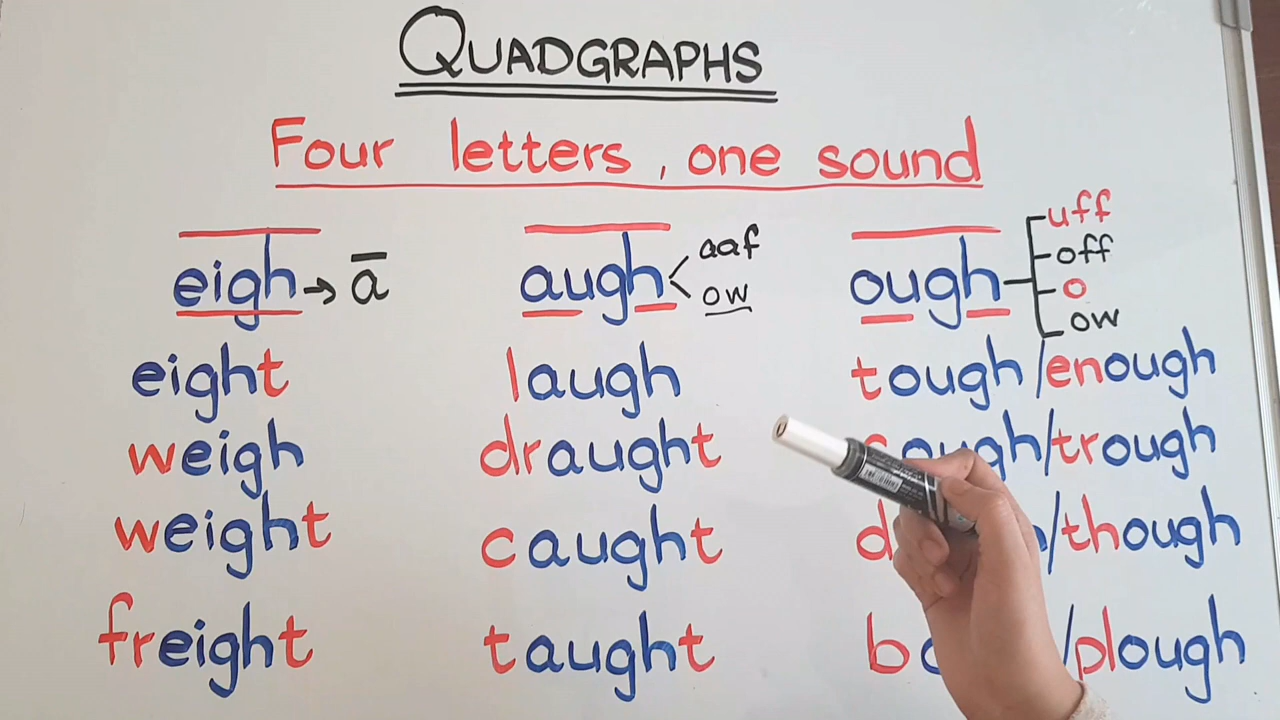 QUADGRAPHS
Four letters, one sound
eigh → ā
eight
weigh
weight
freight
augh < aaf
ow
laugh
draught
caught
taught
ough
uff
off
o
ow
tough/enough
/trough
/though
/plough